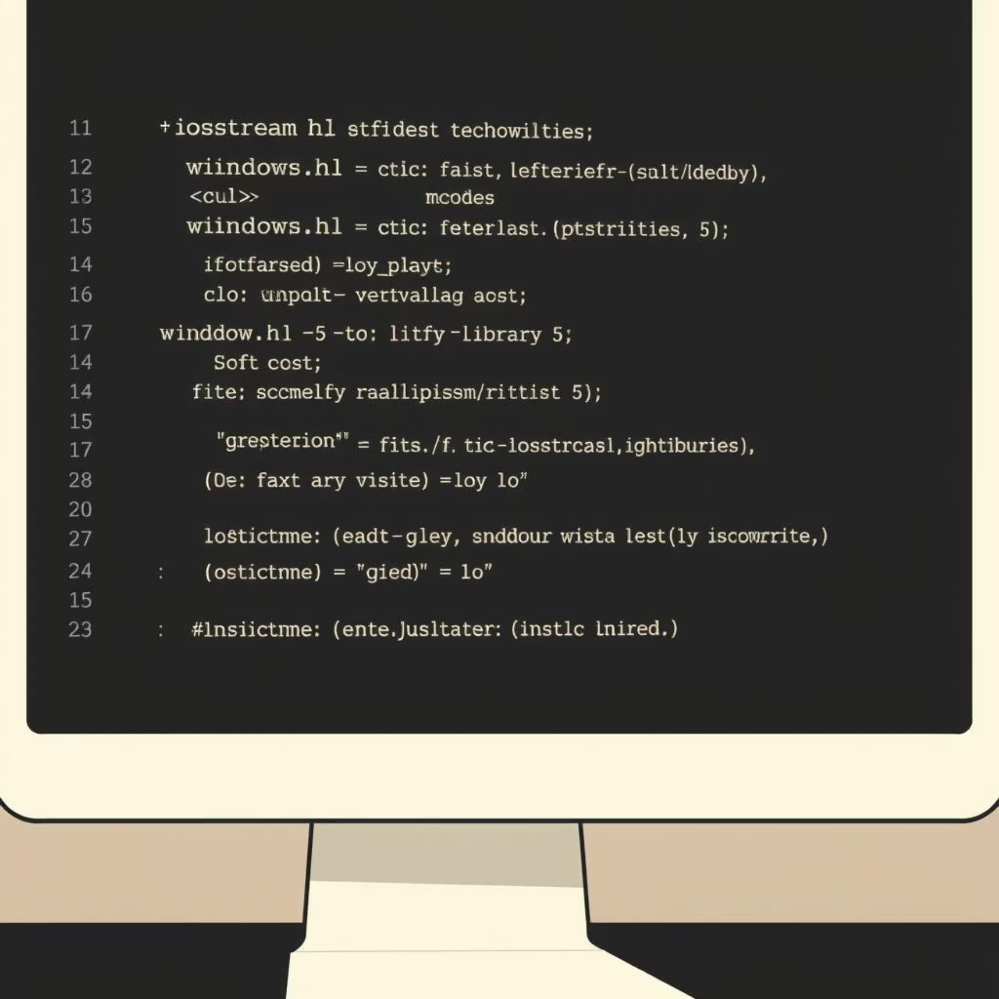 11 +iosstream hl stfidest techowilties;
12 wiindows.hl = ctic: faist, lefteriefr-(salt/ldedby),
13 <cul>> mcodes
15 wiindows.hl = ctic: feterlast.(ptstriities, 5);
14 ifotfarsed) =loy_playt;
16 clo: vertvallag aost;
17 winddow.hl -5 -to: litfy -library 5;
14 Soft cost;
14 fite: sccmelfy raallipissm/rittist 5);
15
17 "gresterion"" = fits./f. tic-losstrcasl,ightiburies),
28 (De: faxt ary visite) =loy lo"
20
27 lostictnme: (eadt-gley, snddour wista lest(ly iscowrrite,)
24 : (ostictnne) = "gied)" = lo"
15
23 : #lnsiictnme: (ente.Jusltater: (instlc lnired.)